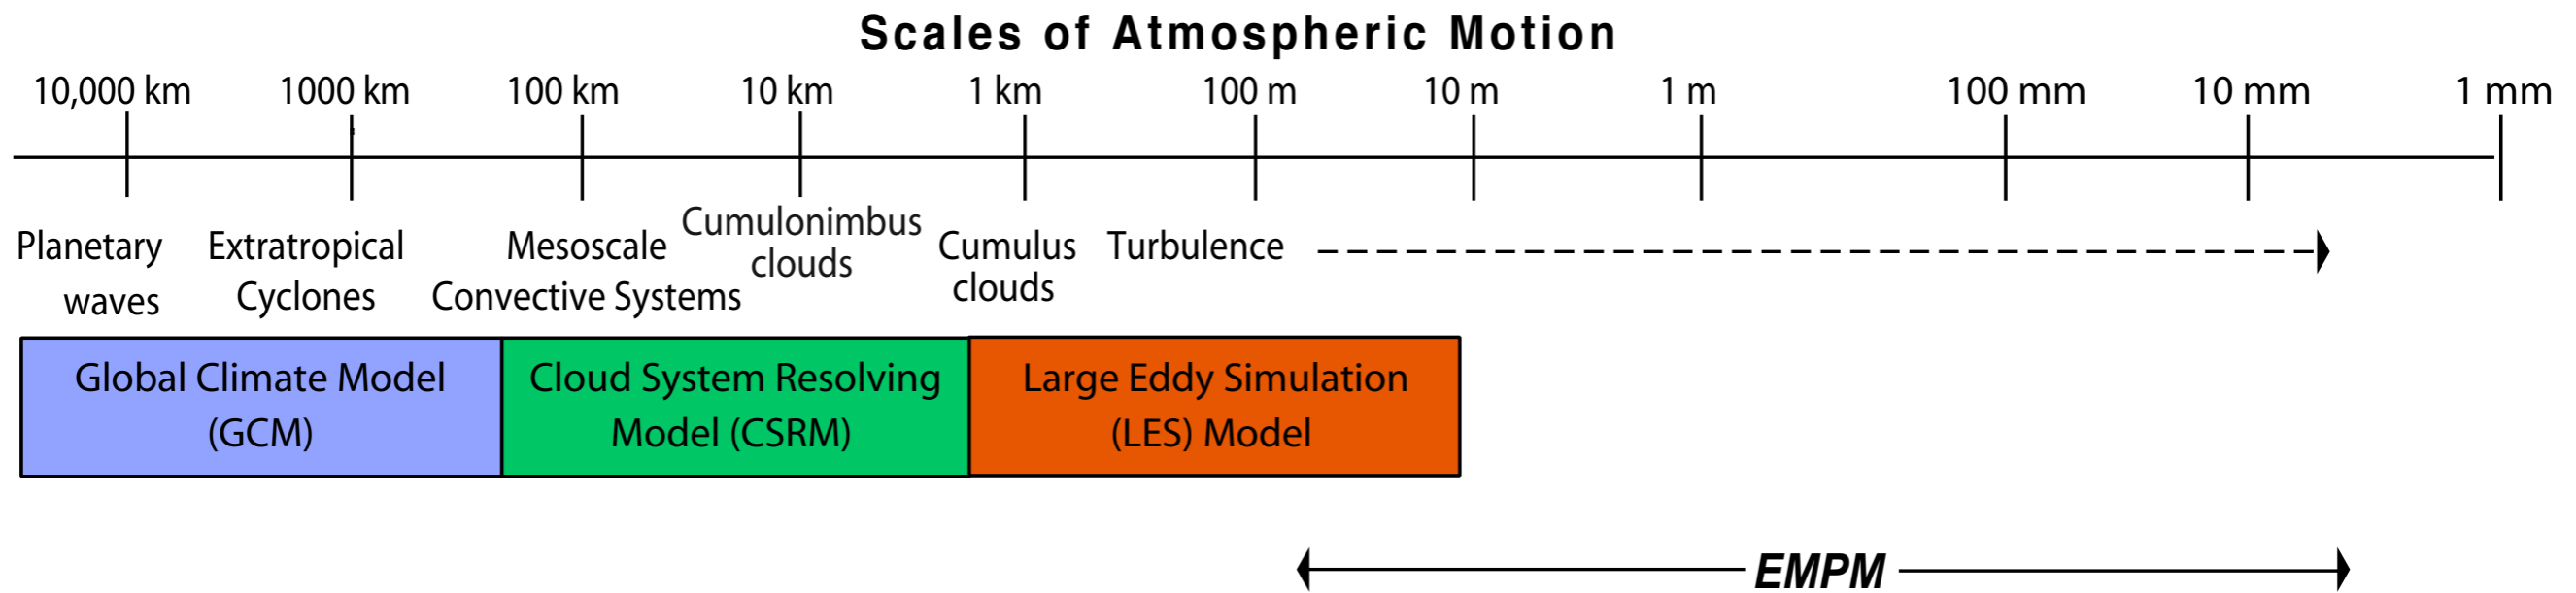 Scales of Atmospheric Motion
10,000 km 1000 km 100 km 10 km 1 km 100 m 10 m 1 m 100 mm 10 mm 1 mm
Planetary
waves
Extratropical
Cyclones
Mesoscale
Convective Systems
Cumulonimbus
clouds
Cumulus
clouds
Turbulence
Global Climate Model
(GCM)
Cloud System Resolving
Model (CSRM)
Large Eddy Simulation
(LES) Model
EMPM